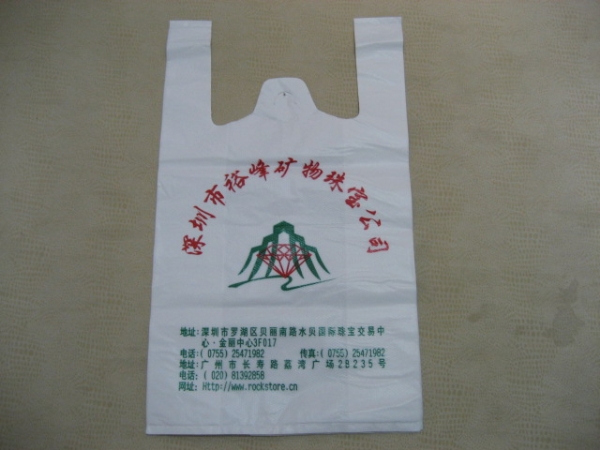 深圳市裕峰矿物珠宝公司
地址:深圳市罗湖区贝丽南路水贝国际珠宝交易中
心·金丽中心3F017
电话:(0755)25471982 传真:(0755)25471982
地址:广州市长寿路荔湾广场2B235号
电话:(020)81392858
网址:Http://www.rockstore.cn